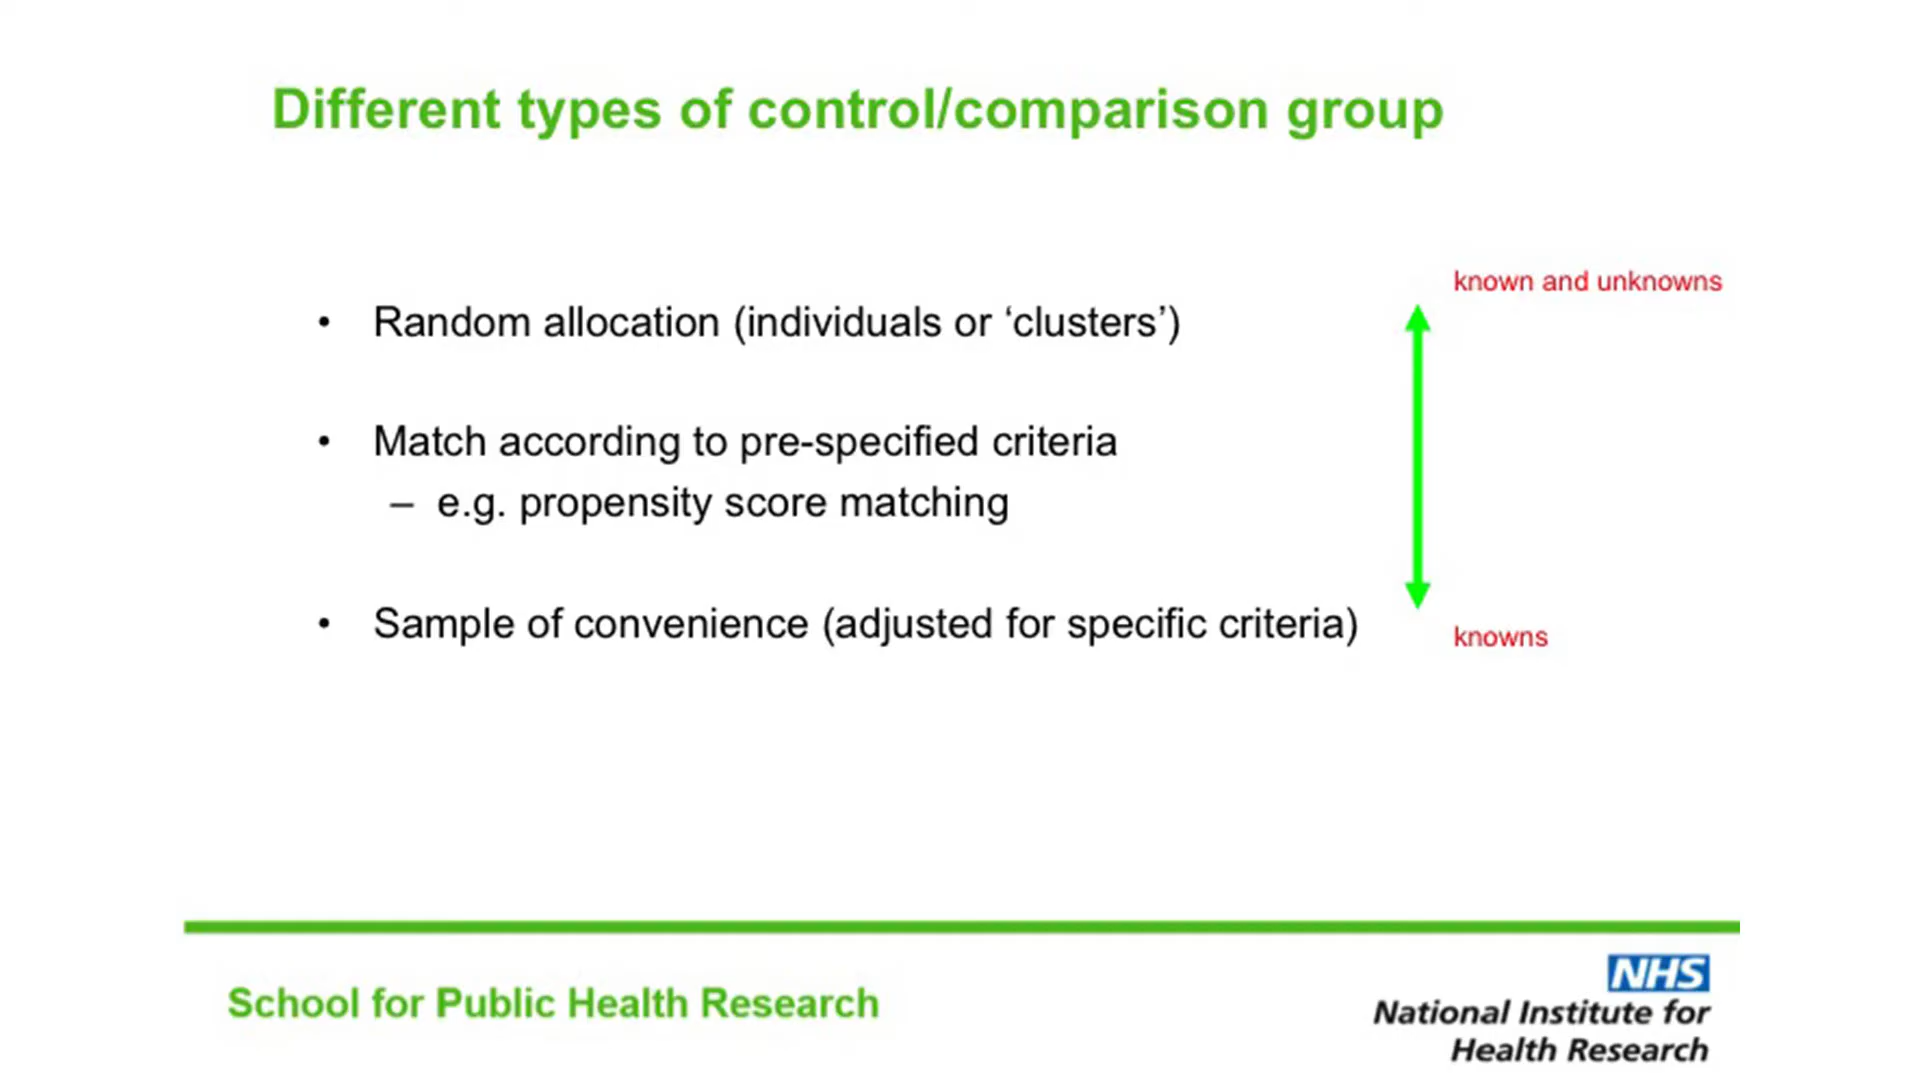 Different types of control/comparison group
known and unknowns
• Random allocation (individuals or ‘clusters’)
• Match according to pre-specified criteria
– e.g. propensity score matching
• Sample of convenience (adjusted for specific criteria)
knowns
School for Public Health Research
NHS
National Institute for
Health Research